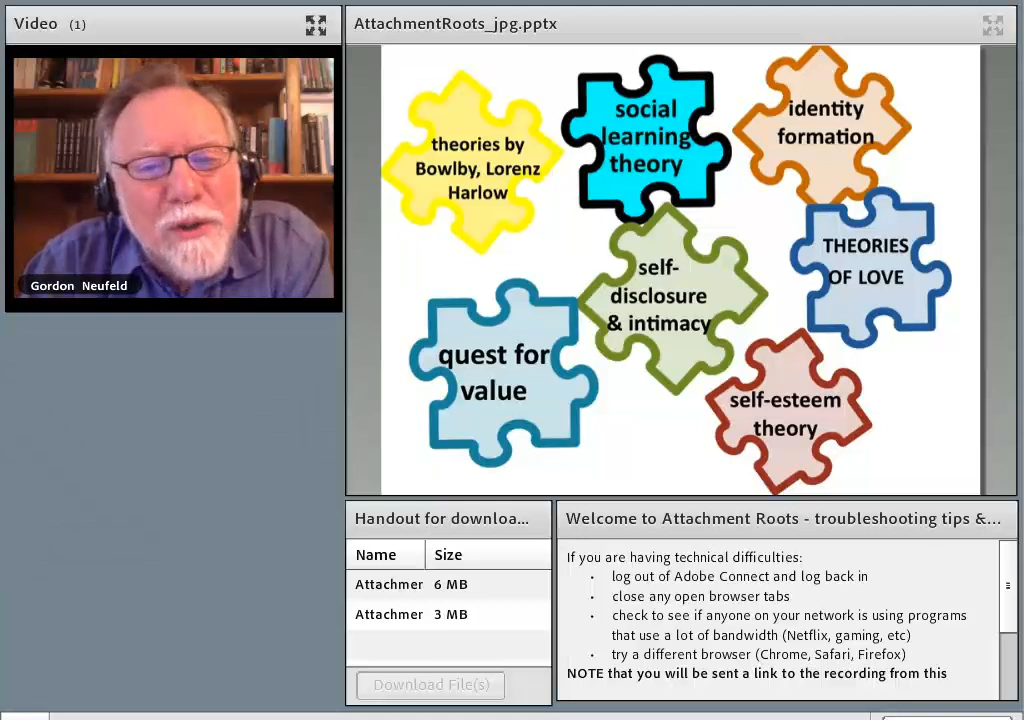 Video (1)
Gordon Neufeld
AttachmentRoots_jpg.pptx
theories by
Bowlby, Lorenz
Harlow
social
learning
theory
identity
formation
self-
disclosure
& intimacy
THEORIES
OF LOVE
quest for
value
self-esteem
theory
Handout for downloa...
Name Size
Attachmer 6 MB
Attachmer 3 MB
Download File(s)
Welcome to Attachment Roots - troubleshooting tips &...
If you are having technical difficulties:
• log out of Adobe Connect and log back in
• close any open browser tabs
• check to see if anyone on your network is using programs
that use a lot of bandwidth (Netflix, gaming, etc)
• try a different browser (Chrome, Safari, Firefox)
NOTE that you will be sent a link to the recording from this